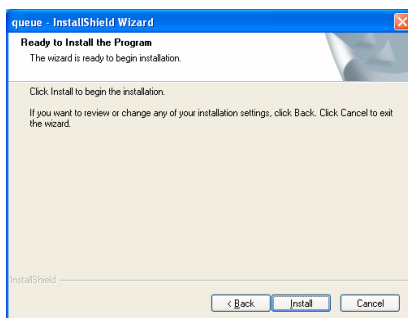 queue - InstallShield Wizard
Ready to Install the Program
The wizard is ready to begin installation.
Click Install to begin the installation.
If you want to review or change any of your installation settings, click Back. Click Cancel to exit
the wizard.
InstallShield
< Back Install Cancel